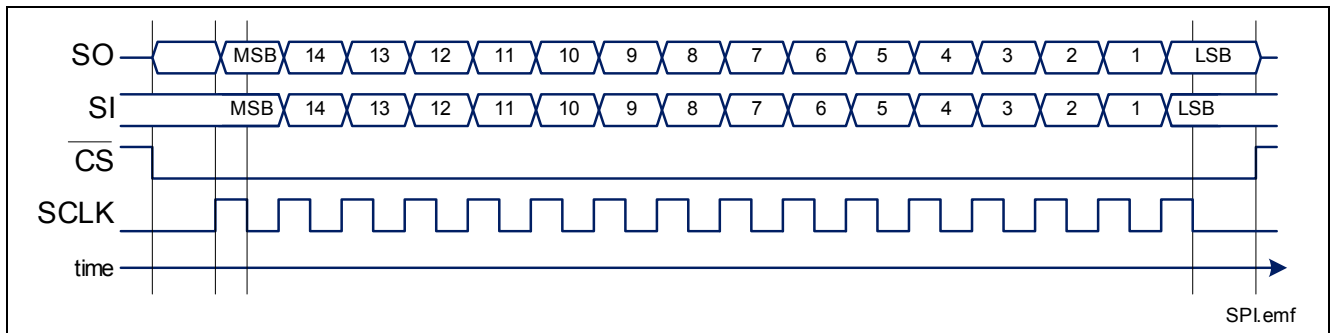 SO MSB 14 13 12 11 10 9 8 7 6 5 4 3 2 1 LSB
SI MSB 14 13 12 11 10 9 8 7 6 5 4 3 2 1 LSB
CS
SCLK
time
SPI.emf